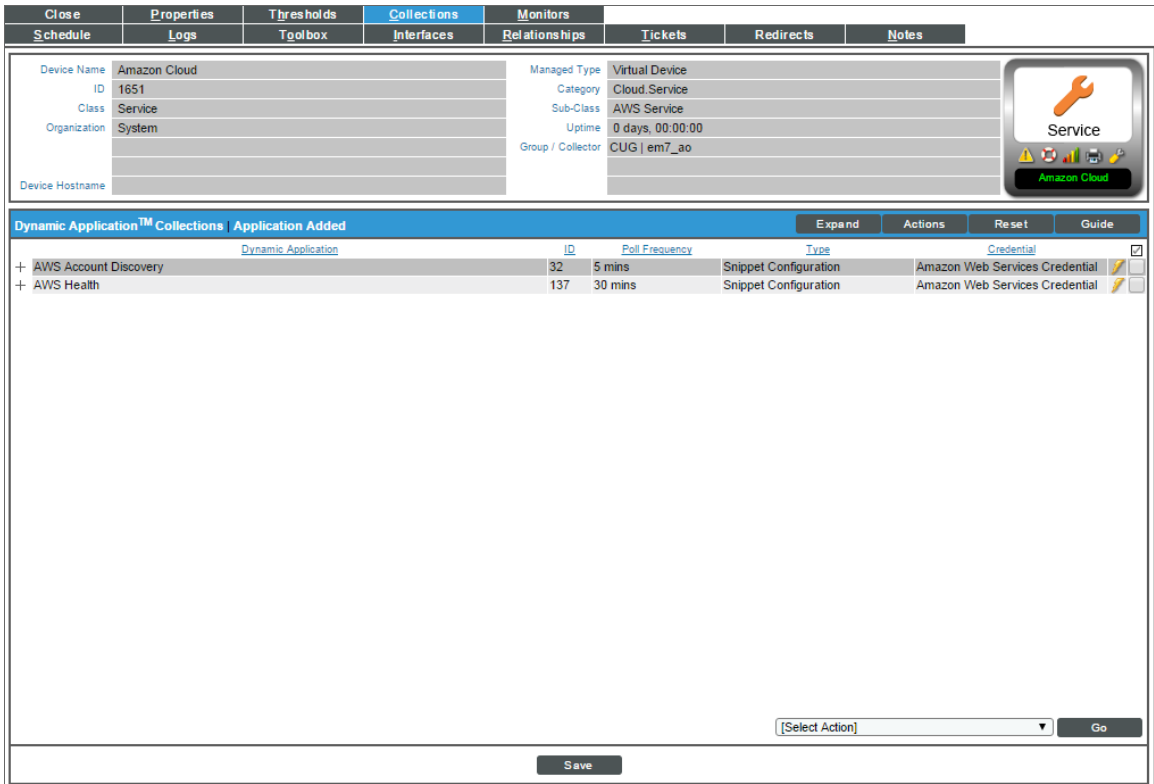 Close Properties Thresholds Collections Monitors
Schedule Logs Toolbox Interfaces Relationships Tickets Redirects Notes
Device Name Amazon Cloud Managed Type Virtual Device
ID 1651 Category Cloud.Service
Class Service Sub-Class AWS Service
Organization System Uptime 0 days, 00:00:00
Group / Collector CUG | em7_ao
Device Hostname
Service
Amazon Cloud
Dynamic Application™ Collections | Application Added Expand Actions Reset Guide
Dynamic Application ID Poll Frequency Type Credential
+ AWS Account Discovery 32 5 mins Snippet Configuration Amazon Web Services Credential
+ AWS Health 137 30 mins Snippet Configuration Amazon Web Services Credential
[Select Action] Go
Save